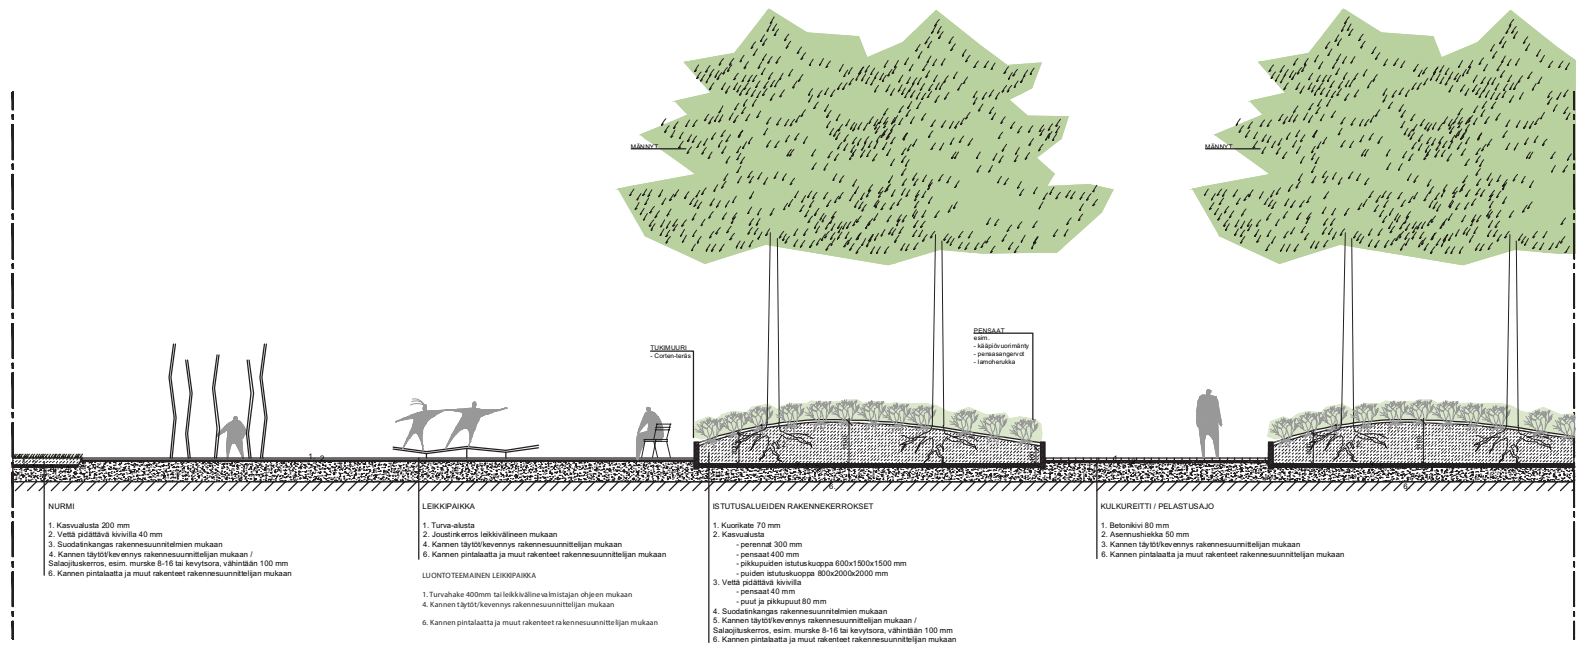 MÄNNYT
MÄNNYT
PENSAAT
esim.
- kääpiövuorimänty
- pensasangervot
- lamoherukka
TUKIMUURI
- Corten-teräs
NURMI
1. Kasvualusta 200 mm
2. Vettä pidättävä kivivilla 40 mm
3. Suodatinkangas rakennesuunnitelmien mukaan
4. Kannen täytöt/kevennys rakennesuunnittelijan mukaan /
Salaojituskerros, esim. murske 8-16 tai kevytsora, vähintään 100 mm
6. Kannen pintalaatta ja muut rakenteet rakennesuunnittelijan mukaan
LEIKKIPAIKKA
1. Turva-alusta
2. Joustinkerros leikkivälineen mukaan
4. Kannen täytöt/kevennys rakennesuunnittelijan mukaan
6. Kannen pintalaatta ja muut rakenteet rakennesuunnittelijan mukaan
LUONTOTEEMAINEN LEIKKIPAIKKA
1. Turvahake 400mm tai leikkivälinevalmistajan ohjeen mukaan
4. Kannen täytöt/kevennys rakennesuunnittelijan mukaan
6. Kannen pintalaatta ja muut rakenteet rakennesuunnittelijan mukaan
ISTUTUSALUEIDEN RAKENNEKERROKSET
1. Kuorikate 70 mm
2. Kasvualusta
- perennat 300 mm
- pensaat 400 mm
- pikkupuiden istutuskuoppa 600x1500x1500 mm
- puiden istutuskuoppa 800x2000x2000 mm
3. Vettä pidättävä kivivilla
- pensaat 40 mm
- puut ja pikkupuut 80 mm
4. Suodatinkangas rakennesuunnitelmien mukaan
5. Kannen täytöt/kevennys rakennesuunnittelijan mukaan /
Salaojituskerros, esim. murske 8-16 tai kevytsora, vähintään 100 mm
6. Kannen pintalaatta ja muut rakenteet rakennesuunnittelijan mukaan
KULKUREITTI / PELASTUSAJO
1. Betonikivi 80 mm
2. Asennushiekka 50 mm
3. Kannen täytöt/kevennys rakennesuunnittelijan mukaan
6. Kannen pintalaatta ja muut rakenteet rakennesuunnittelijan mukaan